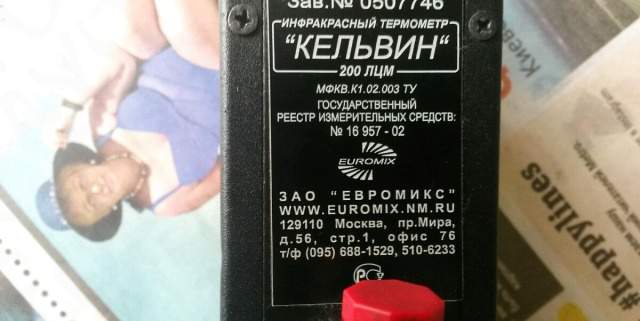 Зав.№ 0507746
ИНФРАКРАСНЫЙ ТЕРМОМЕТР
“КЕЛЬВИН“
200 ЛЦМ
МФКВ.К1.02.003 ТУ
ГОСУДАРСТВЕННЫЙ
РЕЕСТР ИЗМЕРИТЕЛЬНЫХ СРЕДСТВ:
№ 16 957 - 02
EUROMIX
ЗАО "ЕВРОМИКС"
WWW.EUROMIX.NM.RU
129110 Москва, пр.Мира,
д.56, стр.1, офис 76
т/ф (095) 688-1529, 510-6233
#happylines